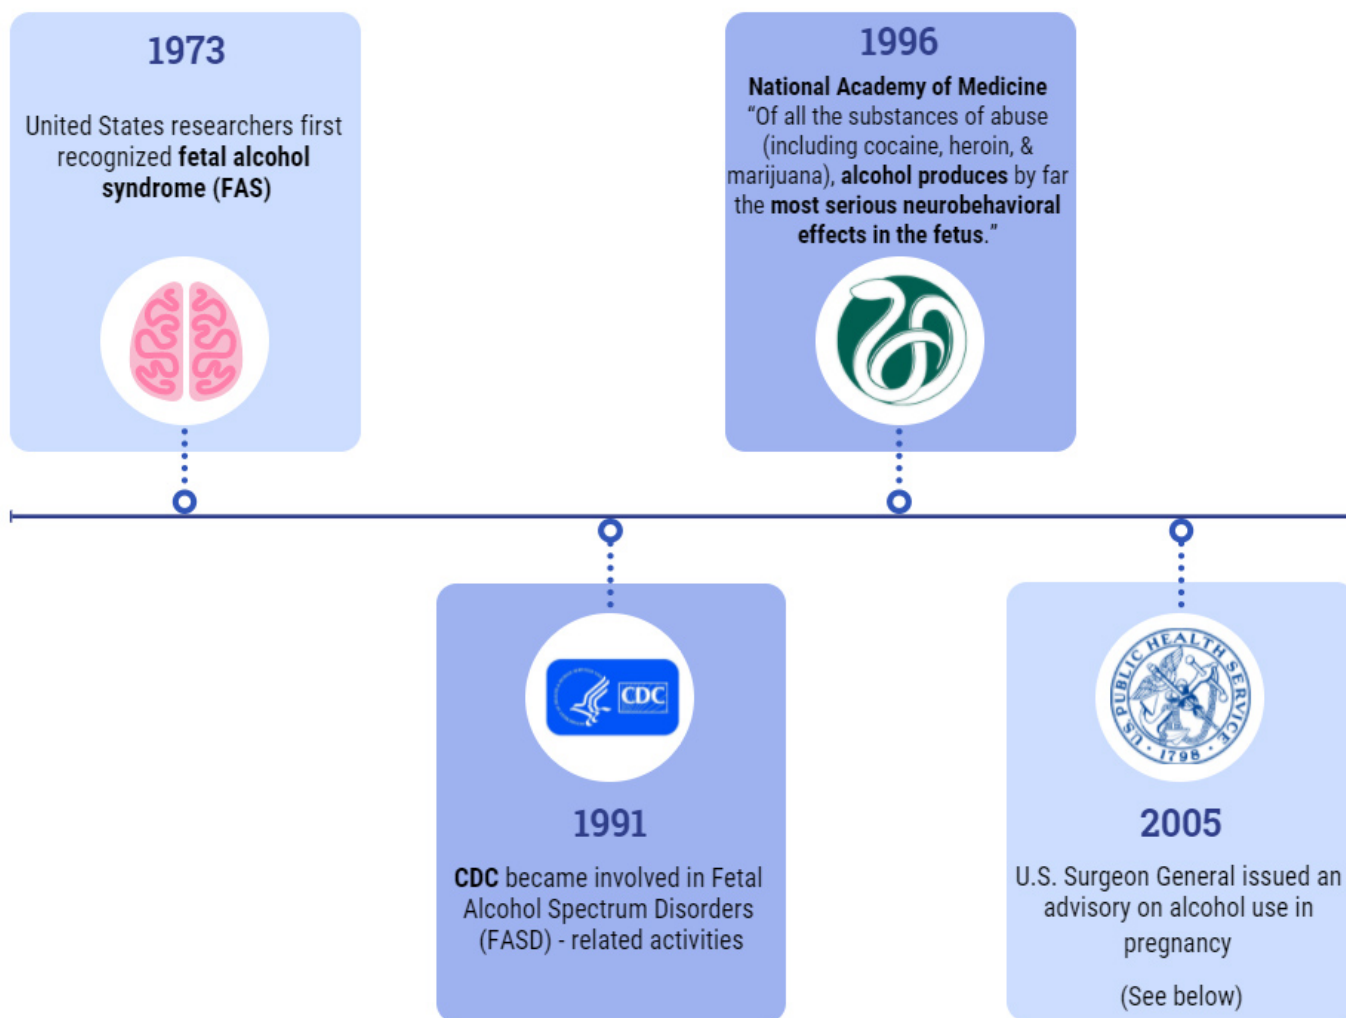 1973
United States researchers first
recognized fetal alcohol
syndrome (FAS)
1996
National Academy of Medicine
“Of all the substances of abuse
(including cocaine, heroin, &
marijuana), alcohol produces by far
the most serious neurobehavioral
effects in the fetus.”
CDC
1991
CDC became involved in Fetal
Alcohol Spectrum Disorders
(FASD) - related activities
U.S. PUBLIC HEALTH SERVICE
· 1798 ·
2005
U.S. Surgeon General issued an
advisory on alcohol use in
pregnancy
(See below)